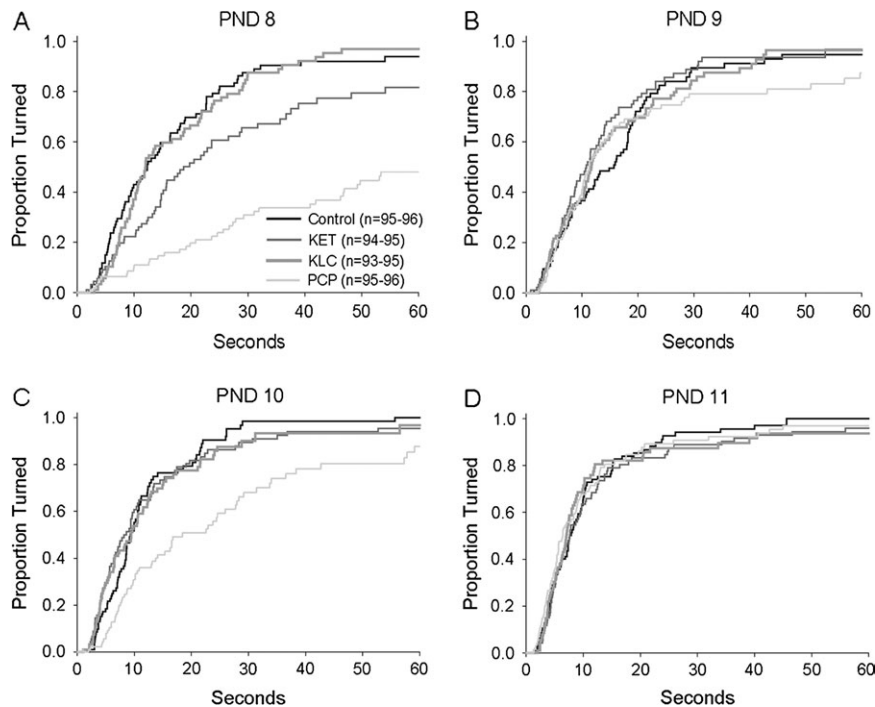 A
PND 8
Proportion Turned
1.0
0.8
0.6
0.4
0.2
0.0
Control (n=95-96)
KET (n=94-95)
KLC (n=93-95)
PCP (n=95-96)
0 10 20 30 40 50 60
Seconds
B
PND 9
Proportion Turned
1.0
0.8
0.6
0.4
0.2
0.0
0 10 20 30 40 50 60
Seconds
C
PND 10
Proportion Turned
1.0
0.8
0.6
0.4
0.2
0.0
0 10 20 30 40 50 60
Seconds
D
PND 11
Proportion Turned
1.0
0.8
0.6
0.4
0.2
0.0
0 10 20 30 40 50 60
Seconds